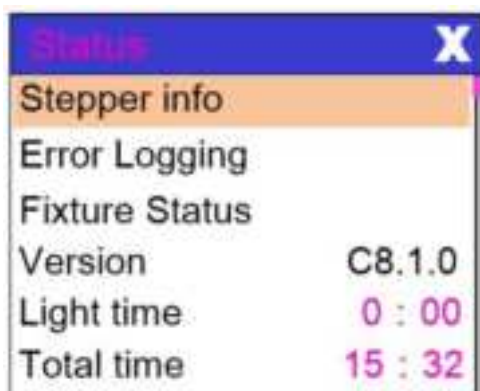 Status X
Stepper info
Error Logging
Fixture Status
Version C8.1.0
Light time 0 : 00
Total time 15 : 32